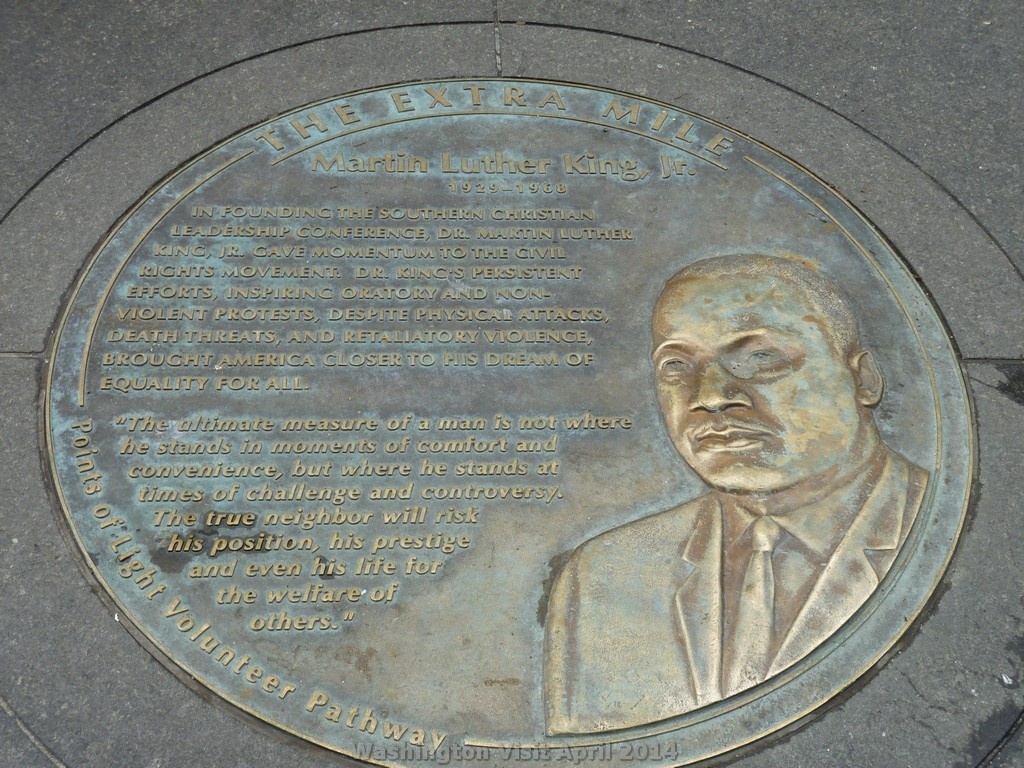 THE EXTRA MILE
Martin Luther King, Jr.
1929–1968
IN FOUNDING THE SOUTHERN CHRISTIAN
LEADERSHIP CONFERENCE, DR. MARTIN LUTHER
KING, JR. GAVE MOMENTUM TO THE CIVIL
RIGHTS MOVEMENT. DR. KING'S PERSISTENT
EFFORTS, INSPIRING ORATORY AND NON-
VIOLENT PROTESTS, DESPITE PHYSICAL ATTACKS,
DEATH THREATS, AND RETALIATORY VIOLENCE,
BROUGHT AMERICA CLOSER TO HIS DREAM OF
EQUALITY FOR ALL.
"The ultimate measure of a man is not where
he stands in moments of comfort and
convenience, but where he stands at
times of challenge and controversy.
The true neighbor will risk
his position, his prestige
and even his life for
the welfare of
others."
Points of Light Volunteer Pathway
Washington Visit April 2014